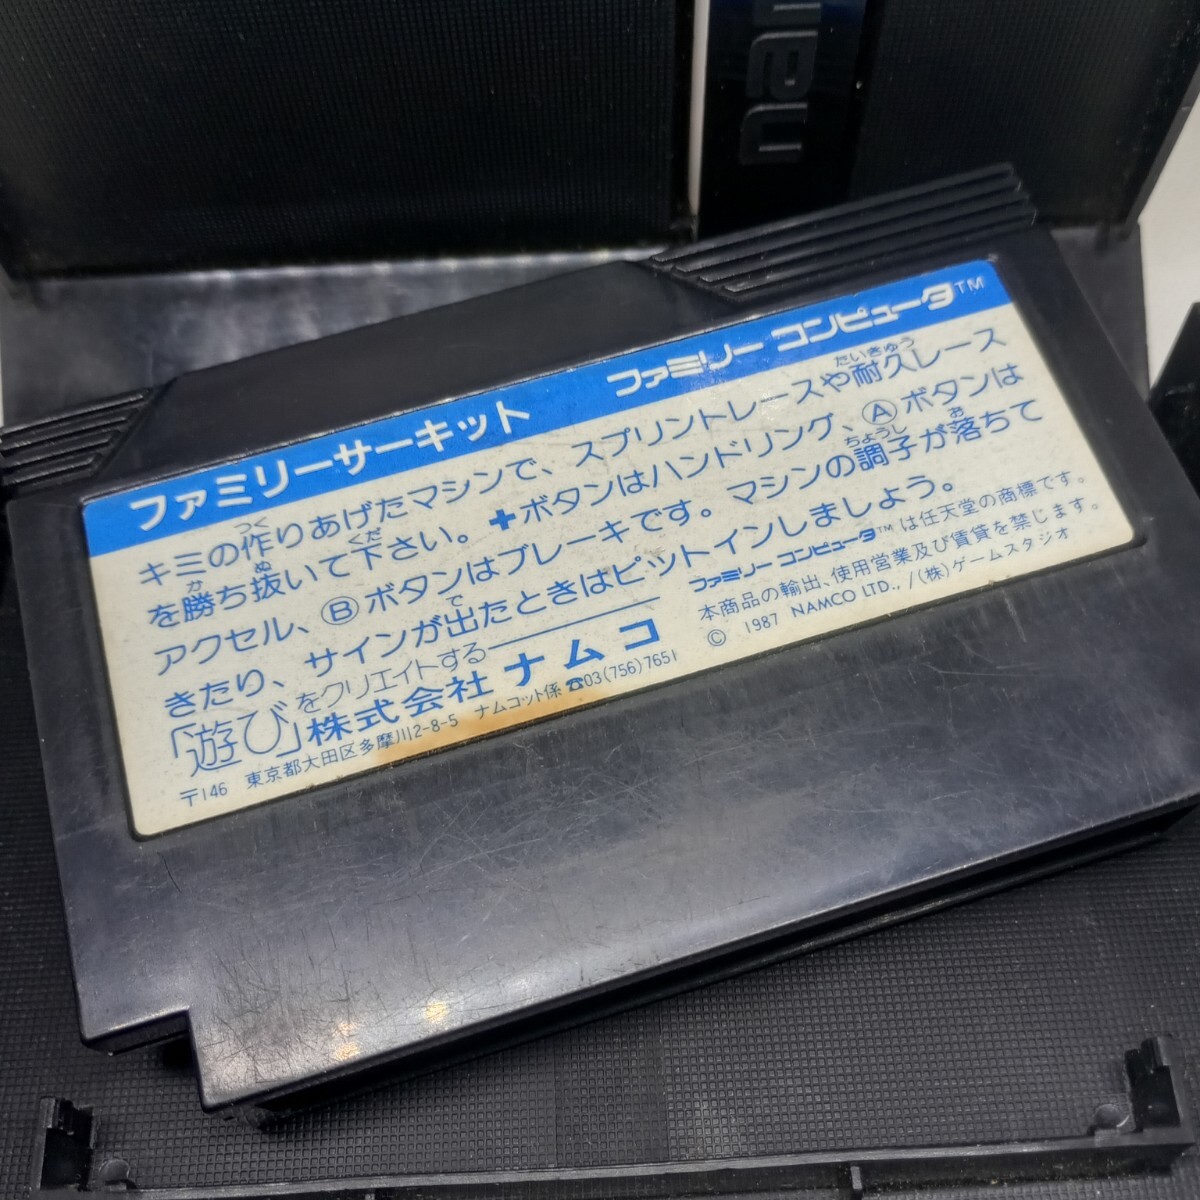 namcot
ファミリーサーキット ファミリー コンピュータ™
キミの作りあげたマシンで、スプリントレースや耐久レース
を勝ち抜いて下さい。✚ボタンはハンドリング、Ⓐボタンは
アクセル、Ⓑボタンはブレーキです。マシンの調子が落ちて
きたり、サインが出たときはピットインしましょう。
「遊び」をクリエイトする
株式会社ナムコ
〒146 東京都大田区多摩川2-8-5 ナムコット係 ☎03(756)7651
ファミリー コンピュータ™は任天堂の商標です。
本商品の輸出、使用営業及び賃貸を禁じます。
© 1987 NAMCO LTD., /(株)ゲームスタジオ